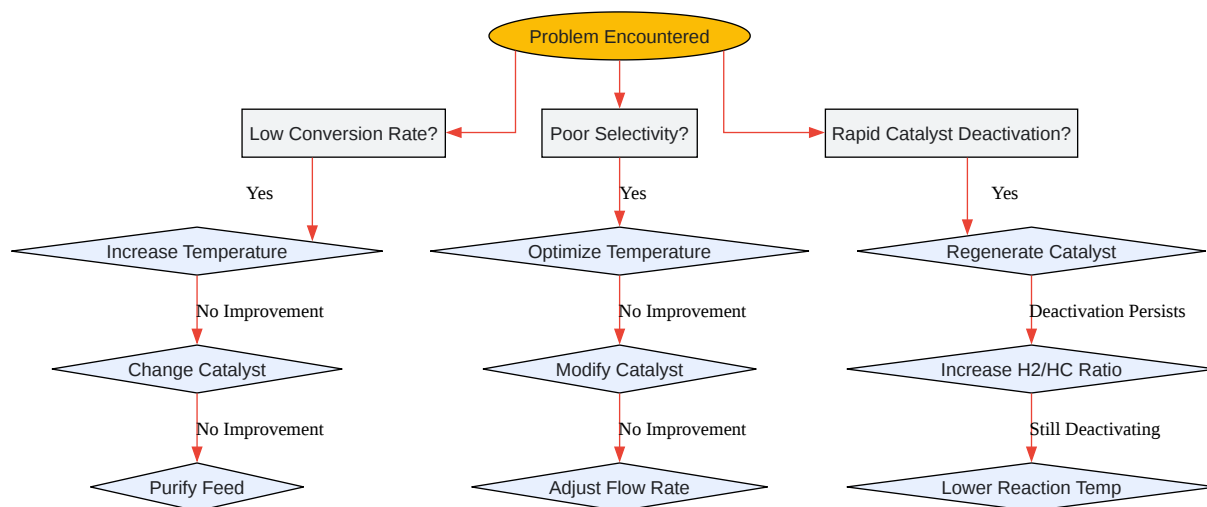 Problem Encountered
Low Conversion Rate?
Poor Selectivity?
Rapid Catalyst Deactivation?
Yes
Yes
Yes
Increase Temperature
Optimize Temperature
Regenerate Catalyst
No Improvement
No Improvement
Deactivation Persists
Change Catalyst
Modify Catalyst
Increase H2/HC Ratio
No Improvement
No Improvement
Still Deactivating
Purify Feed
Adjust Flow Rate
Lower Reaction Temp